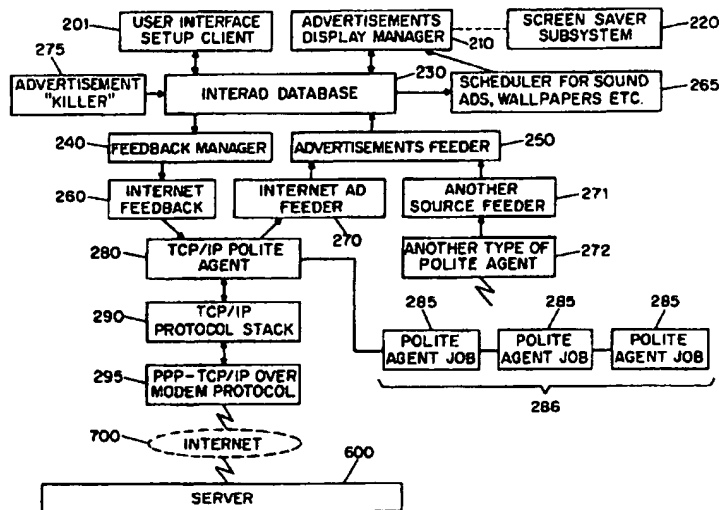 201
USER INTERFACE
SETUP CLIENT
ADVERTISEMENTS
DISPLAY MANAGER
210
SCREEN SAVER
SUBSYSTEM
220
275
ADVERTISEMENT
"KILLER"
230
INTERAD DATABASE
SCHEDULER FOR SOUND
ADS, WALLPAPERS ETC.
265
240
FEEDBACK MANAGER
ADVERTISEMENTS FEEDER
250
260
INTERNET
FEEDBACK
INTERNET AD
FEEDER
270
ANOTHER
SOURCE FEEDER
271
280
TCP/IP POLITE
AGENT
ANOTHER TYPE OF
POLITE AGENT
272
290
TCP/IP
PROTOCOL STACK
285
285
285
POLITE
AGENT JOB
POLITE
AGENT JOB
POLITE
AGENT JOB
286
295
PPP-TCP/IP OVER
MODEM PROTOCOL
700
INTERNET
600
SERVER